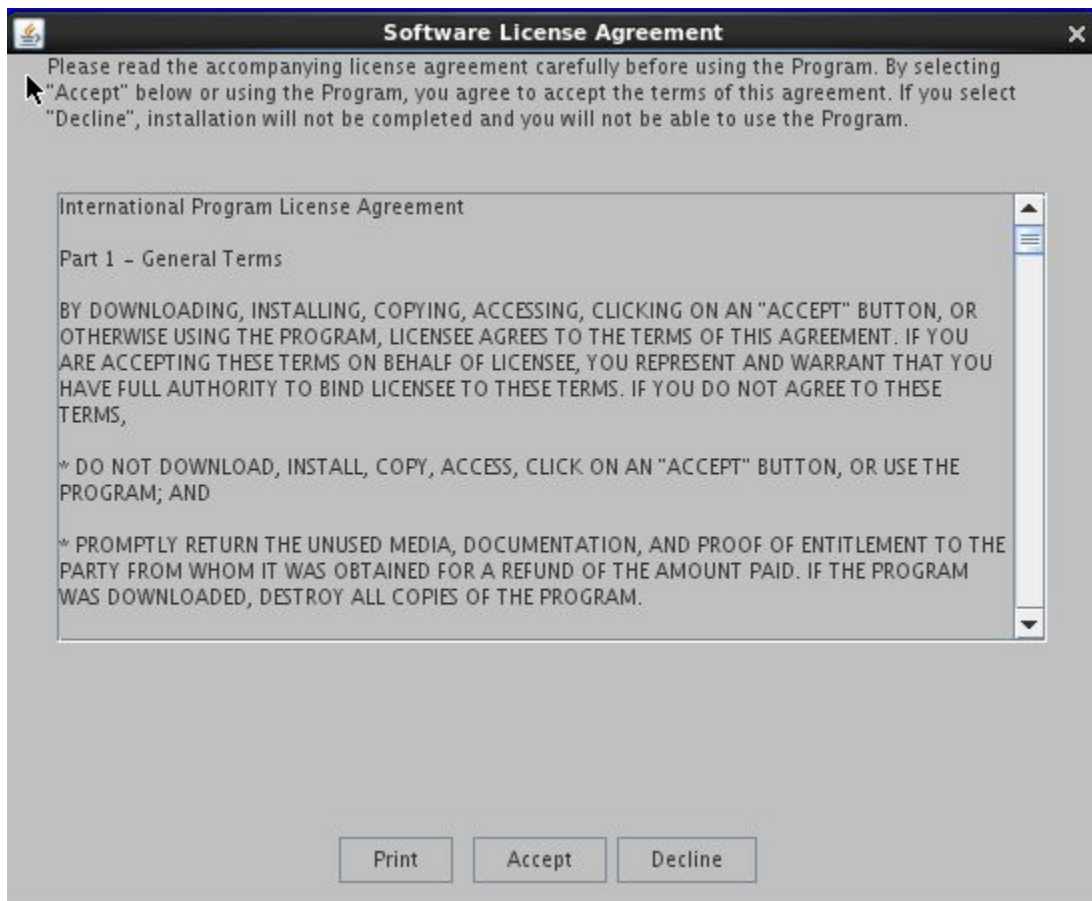 Software License Agreement
Please read the accompanying license agreement carefully before using the Program. By selecting
"Accept" below or using the Program, you agree to accept the terms of this agreement. If you select
"Decline", installation will not be completed and you will not be able to use the Program.
International Program License Agreement
Part 1 – General Terms
BY DOWNLOADING, INSTALLING, COPYING, ACCESSING, CLICKING ON AN "ACCEPT" BUTTON, OR
OTHERWISE USING THE PROGRAM, LICENSEE AGREES TO THE TERMS OF THIS AGREEMENT. IF YOU
ARE ACCEPTING THESE TERMS ON BEHALF OF LICENSEE, YOU REPRESENT AND WARRANT THAT YOU
HAVE FULL AUTHORITY TO BIND LICENSEE TO THESE TERMS. IF YOU DO NOT AGREE TO THESE
TERMS,
* DO NOT DOWNLOAD, INSTALL, COPY, ACCESS, CLICK ON AN "ACCEPT" BUTTON, OR USE THE
PROGRAM; AND
* PROMPTLY RETURN THE UNUSED MEDIA, DOCUMENTATION, AND PROOF OF ENTITLEMENT TO THE
PARTY FROM WHOM IT WAS OBTAINED FOR A REFUND OF THE AMOUNT PAID. IF THE PROGRAM
WAS DOWNLOADED, DESTROY ALL COPIES OF THE PROGRAM.
Print Accept Decline